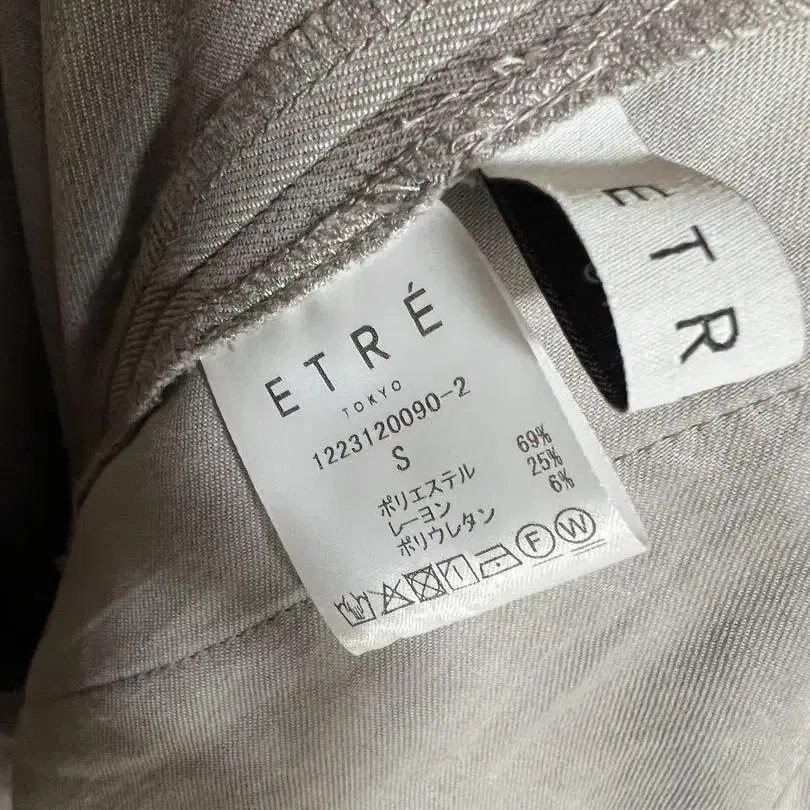 ETRÉ
TOKYO
1223120090-2
S
ポリエステル 69%
レーヨン 25%
ポリウレタン 6%
F W
ETR